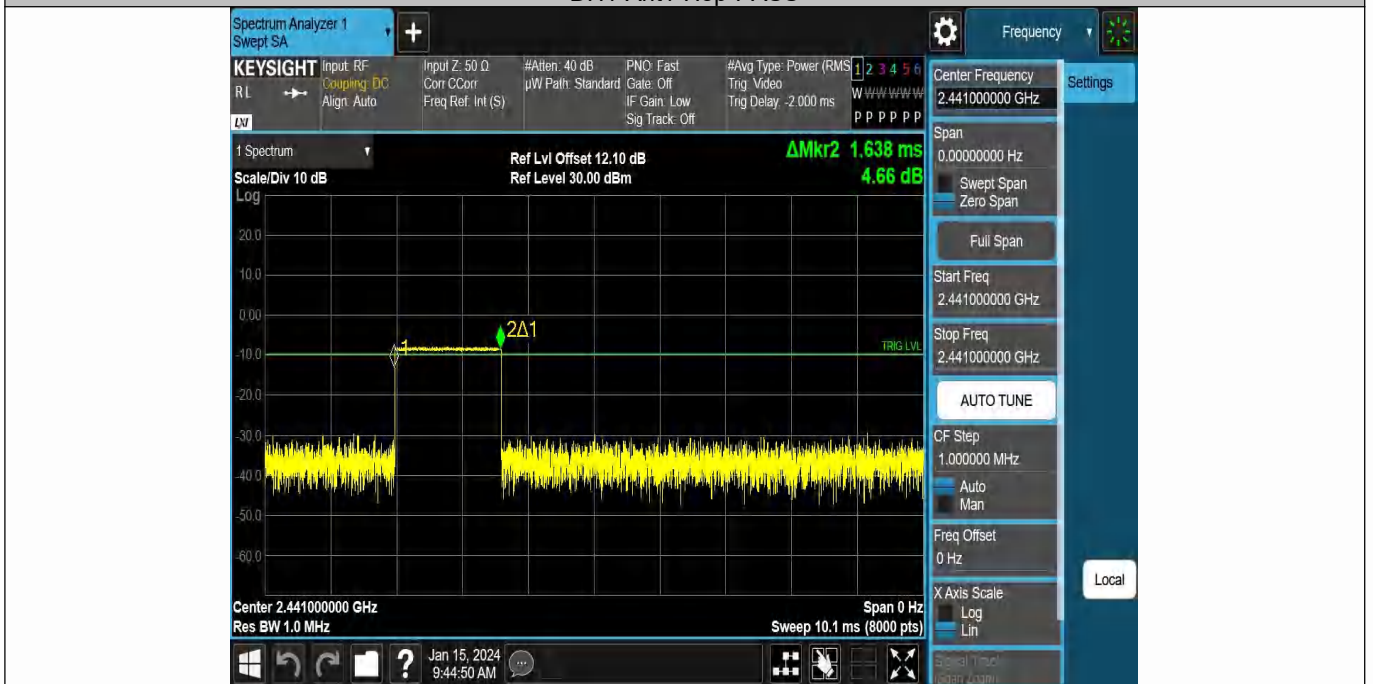 Spectrum Analyzer 1
Swept SA
+
Frequency
KEYSIGHT
RL
LXI
Input: RF
Coupling: DC
Align: Auto
Input Z: 50 Ω
Corr CCorr
Freq Ref: Int (S)
#Atten: 40 dB
µW Path: Standard
PNO: Fast
Gate: Off
IF Gain: Low
Sig Track: Off
#Avg Type: Power (RMS
Trig: Video
Trig Delay: -2.000 ms
1 2 3 4 5 6
W W W W W W
P P P P P P
1 Spectrum
Scale/Div 10 dB
Log
Ref Lvl Offset 12.10 dB
Ref Level 30.00 dBm
ΔMkr2 1.638 ms
4.66 dB
20.0
10.0
0.00
-10.0
-20.0
-30.0
-40.0
-50.0
-60.0
1
2Δ1
TRIG LVL
Center 2.441000000 GHz
Res BW 1.0 MHz
Span 0 Hz
Sweep 10.1 ms (8000 pts)
Jan 15, 2024
9:44:50 AM
?
Center Frequency
2.441000000 GHz
Settings
Span
0.00000000 Hz
Swept Span
Zero Span
Full Span
Start Freq
2.441000000 GHz
Stop Freq
2.441000000 GHz
AUTO TUNE
CF Step
1.000000 MHz
Auto
Man
Freq Offset
0 Hz
X Axis Scale
Log
Lin
Signal Track
(Span Zoom)
Local